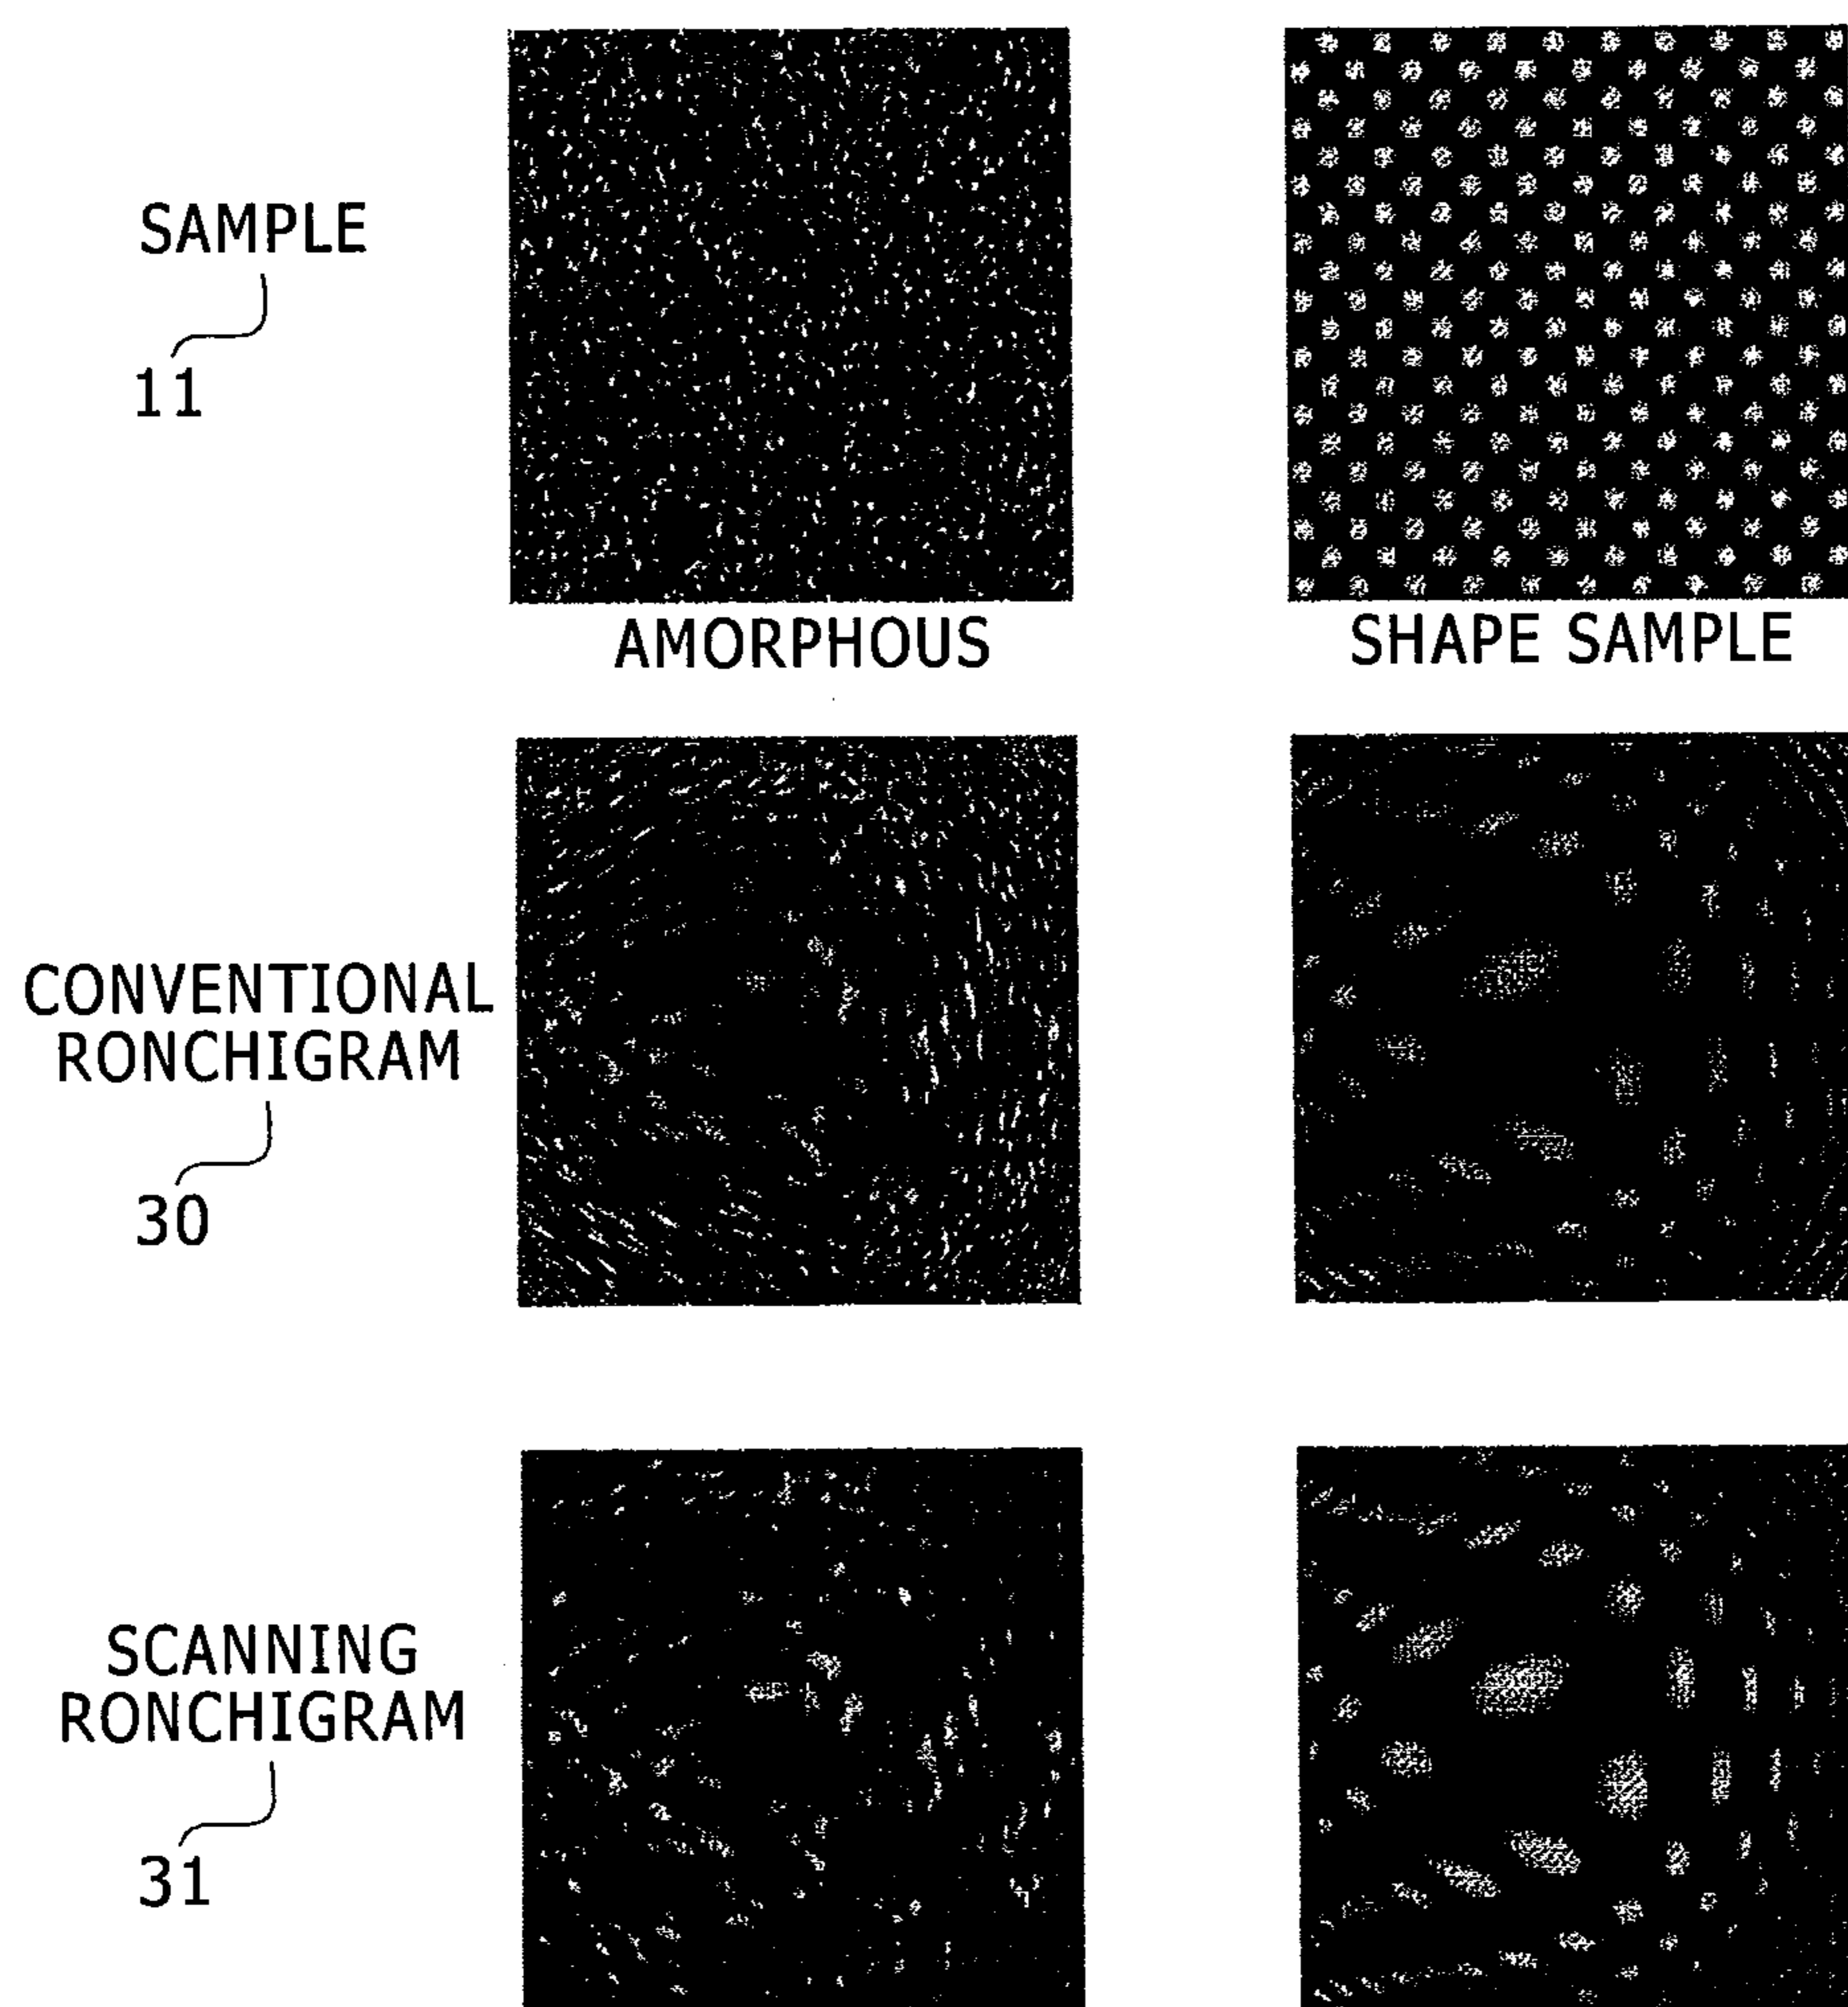 SAMPLE
11
AMORPHOUS
SHAPE SAMPLE
CONVENTIONAL
RONCHIGRAM
30
SCANNING
RONCHIGRAM
31